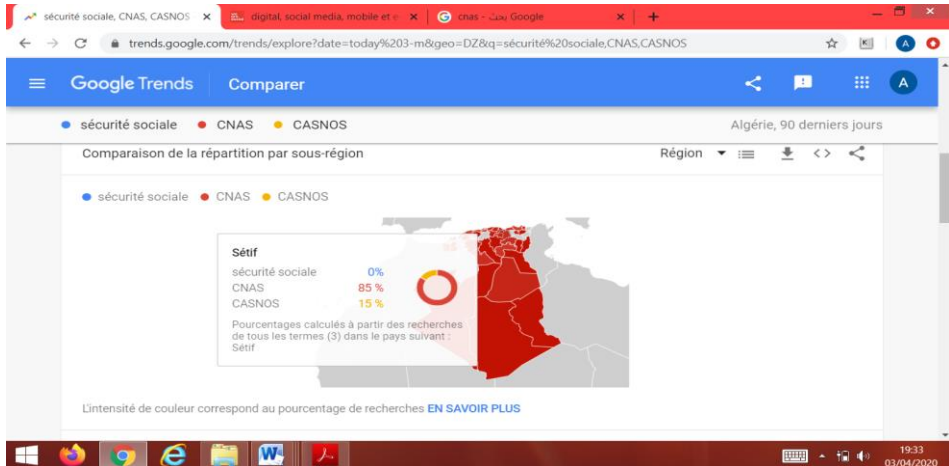 sécurité sociale, CNAS, CASNOS
digital, social media, mobile et e
cnas - بحث Google
trends.google.com/trends/explore?date=today%203-m&geo=DZ&q=sécurité%20sociale,CNAS,CASNOS
A
Google Trends Comparer
A
sécurité sociale CNAS CASNOS Algérie, 90 derniers jours
Comparaison de la répartition par sous-région Région
sécurité sociale CNAS CASNOS
Sétif
sécurité sociale 0%
CNAS 85 %
CASNOS 15 %
Pourcentages calculés à partir des recherches
de tous les termes (3) dans le pays suivant :
Sétif
L'intensité de couleur correspond au pourcentage de recherches EN SAVOIR PLUS
19:33
03/04/2020